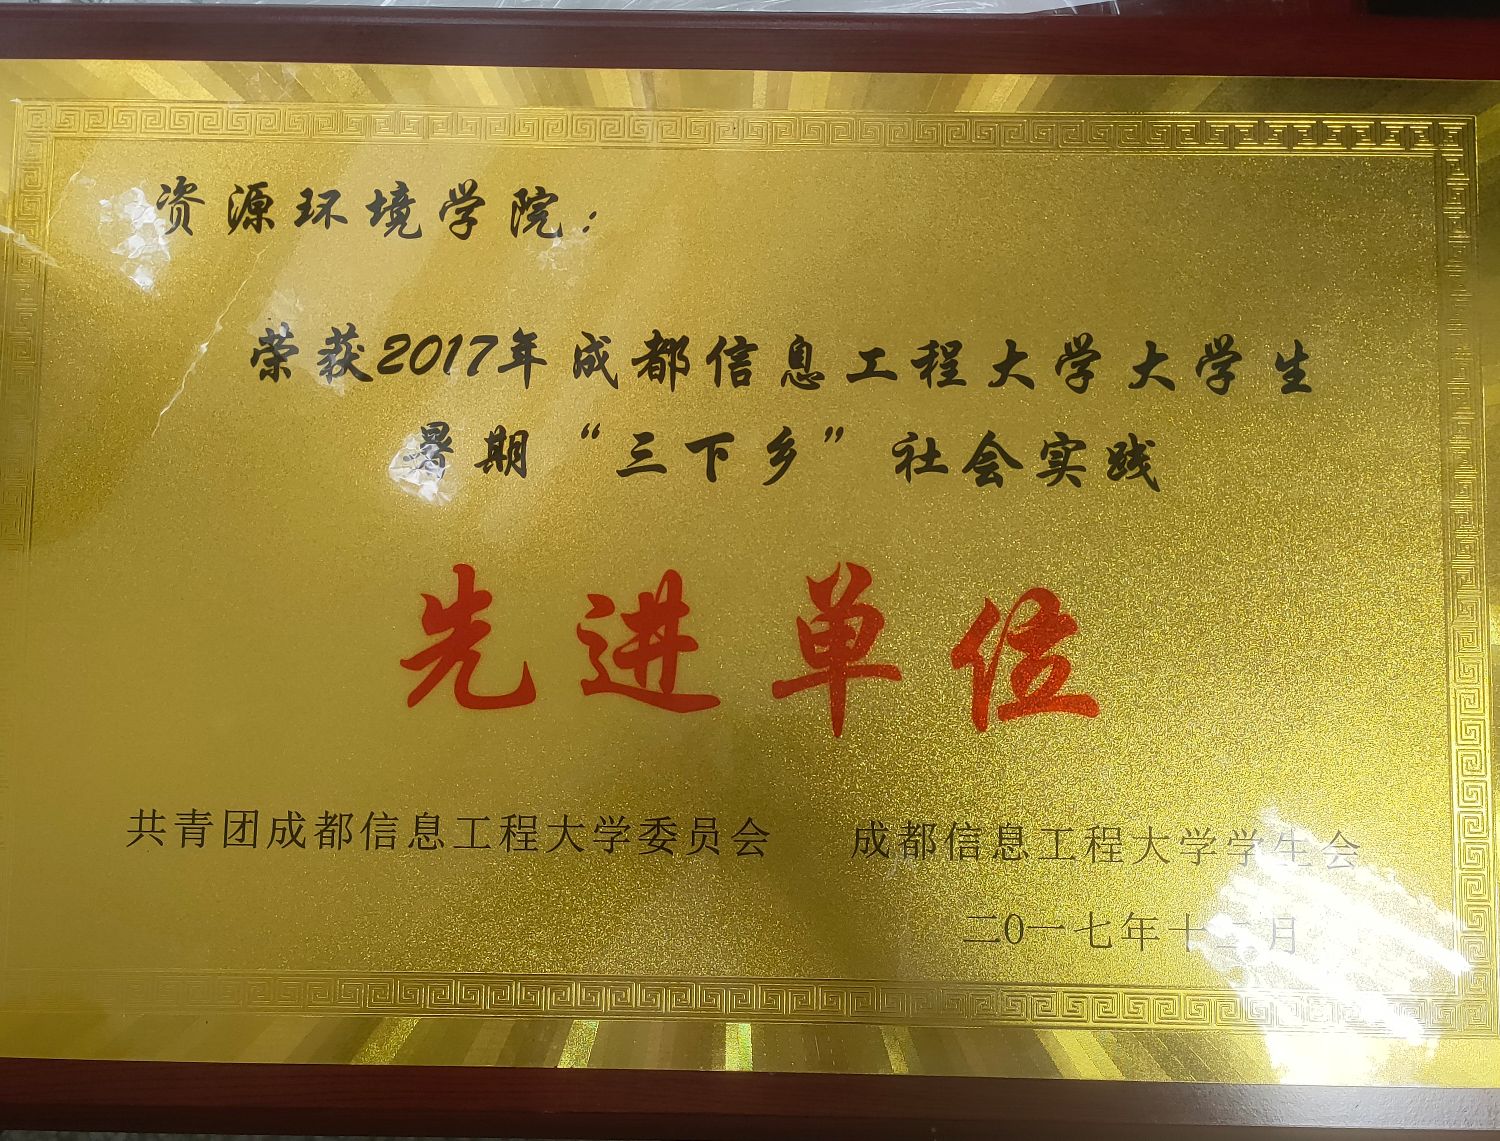 资源环境学院：
荣获2017年成都信息工程大学大学生
暑期“三下乡”社会实践
先进单位
共青团成都信息工程大学委员会 成都信息工程大学学生会
二0一七年十二月